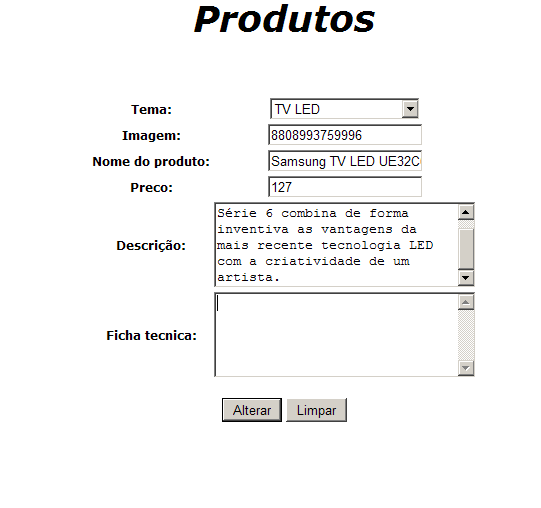 Produtos
Tema: TV LED
Imagem: 8808993759996
Nome do produto: Samsung TV LED UE32C
Preco: 127
Descrição: Série 6 combina de forma
inventiva as vantagens da
mais recente tecnologia LED
com a criatividade de um
artista.
Ficha tecnica:
Alterar Limpar